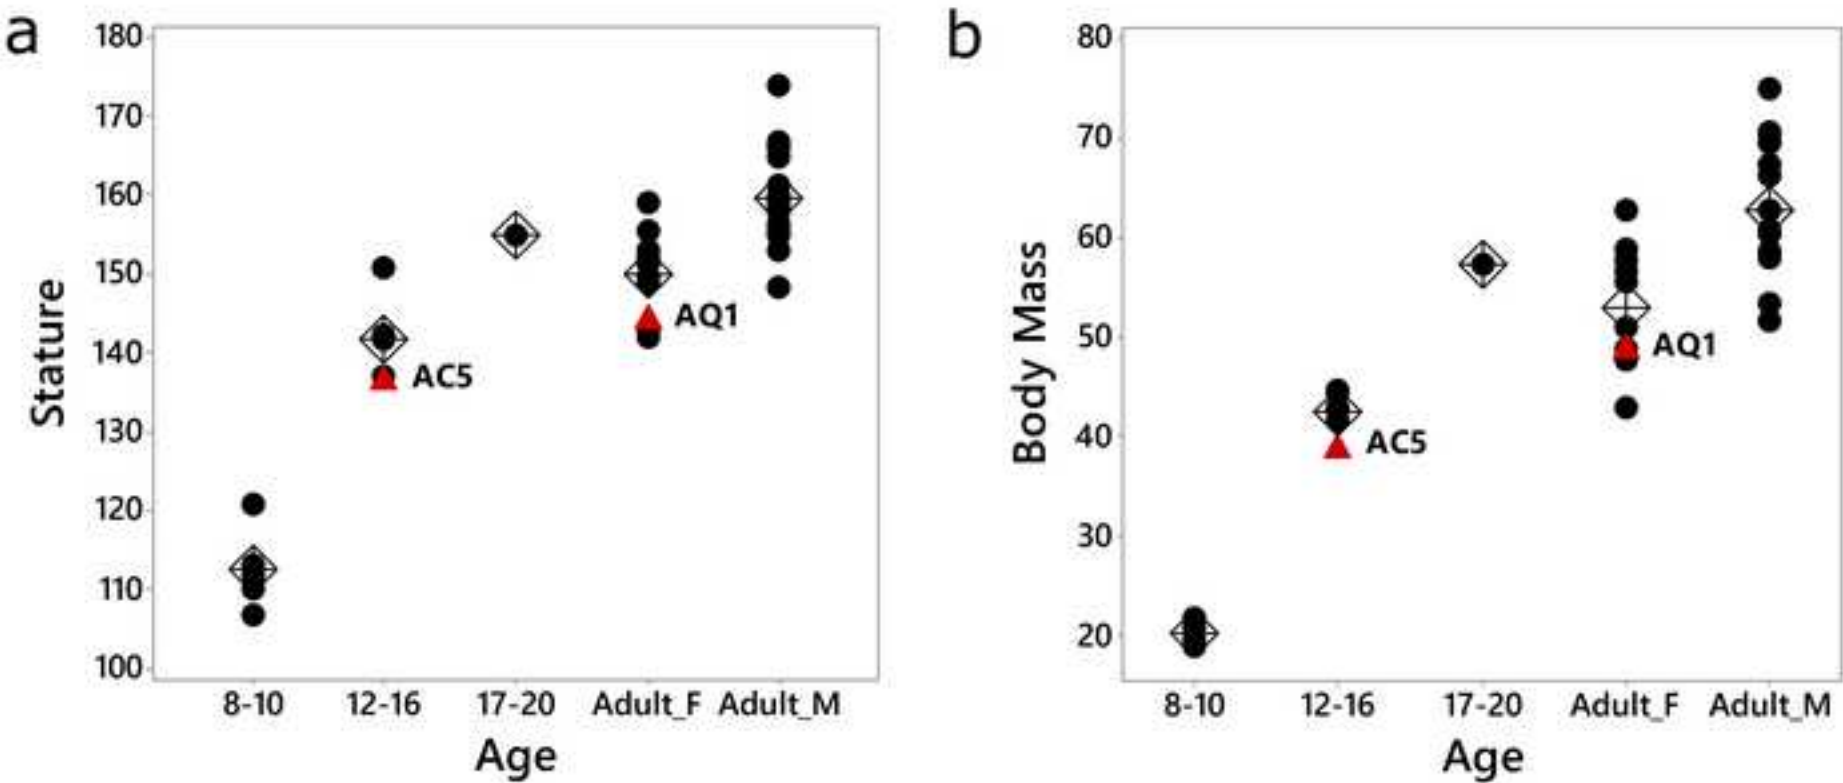 a
180
170
160
150
140
130
120
110
100
Stature
AC5
AQ1
8-10 12-16 17-20 Adult_F Adult_M
Age
b
80
70
60
50
40
30
20
Body Mass
AC5
AQ1
8-10 12-16 17-20 Adult_F Adult_M
Age